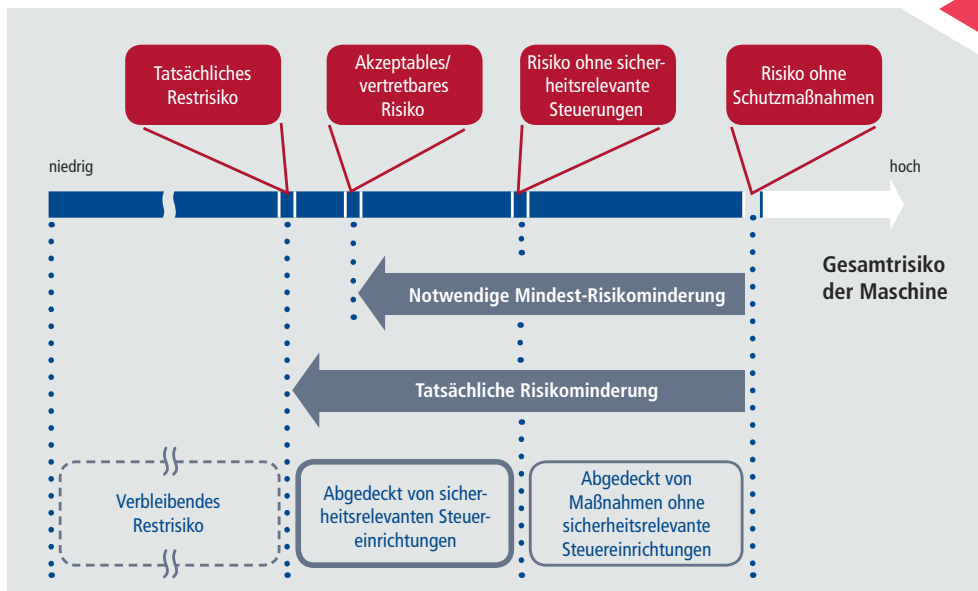 Tatsächliches
Restrisiko
Akzeptables/
vertretbares
Risiko
Risiko ohne sicher-
heitsrelevante
Steuerungen
Risiko ohne
Schutzmaßnahmen
niedrig
hoch
Gesamtrisiko
der Maschine
Notwendige Mindest-Risikominderung
Tatsächliche Risikominderung
Verbleibendes
Restrisiko
Abgedeckt von sicher-
heitsrelevanten Steuer-
einrichtungen
Abgedeckt von
Maßnahmen ohne
sicherheitsrelevante
Steuereinrichtungen